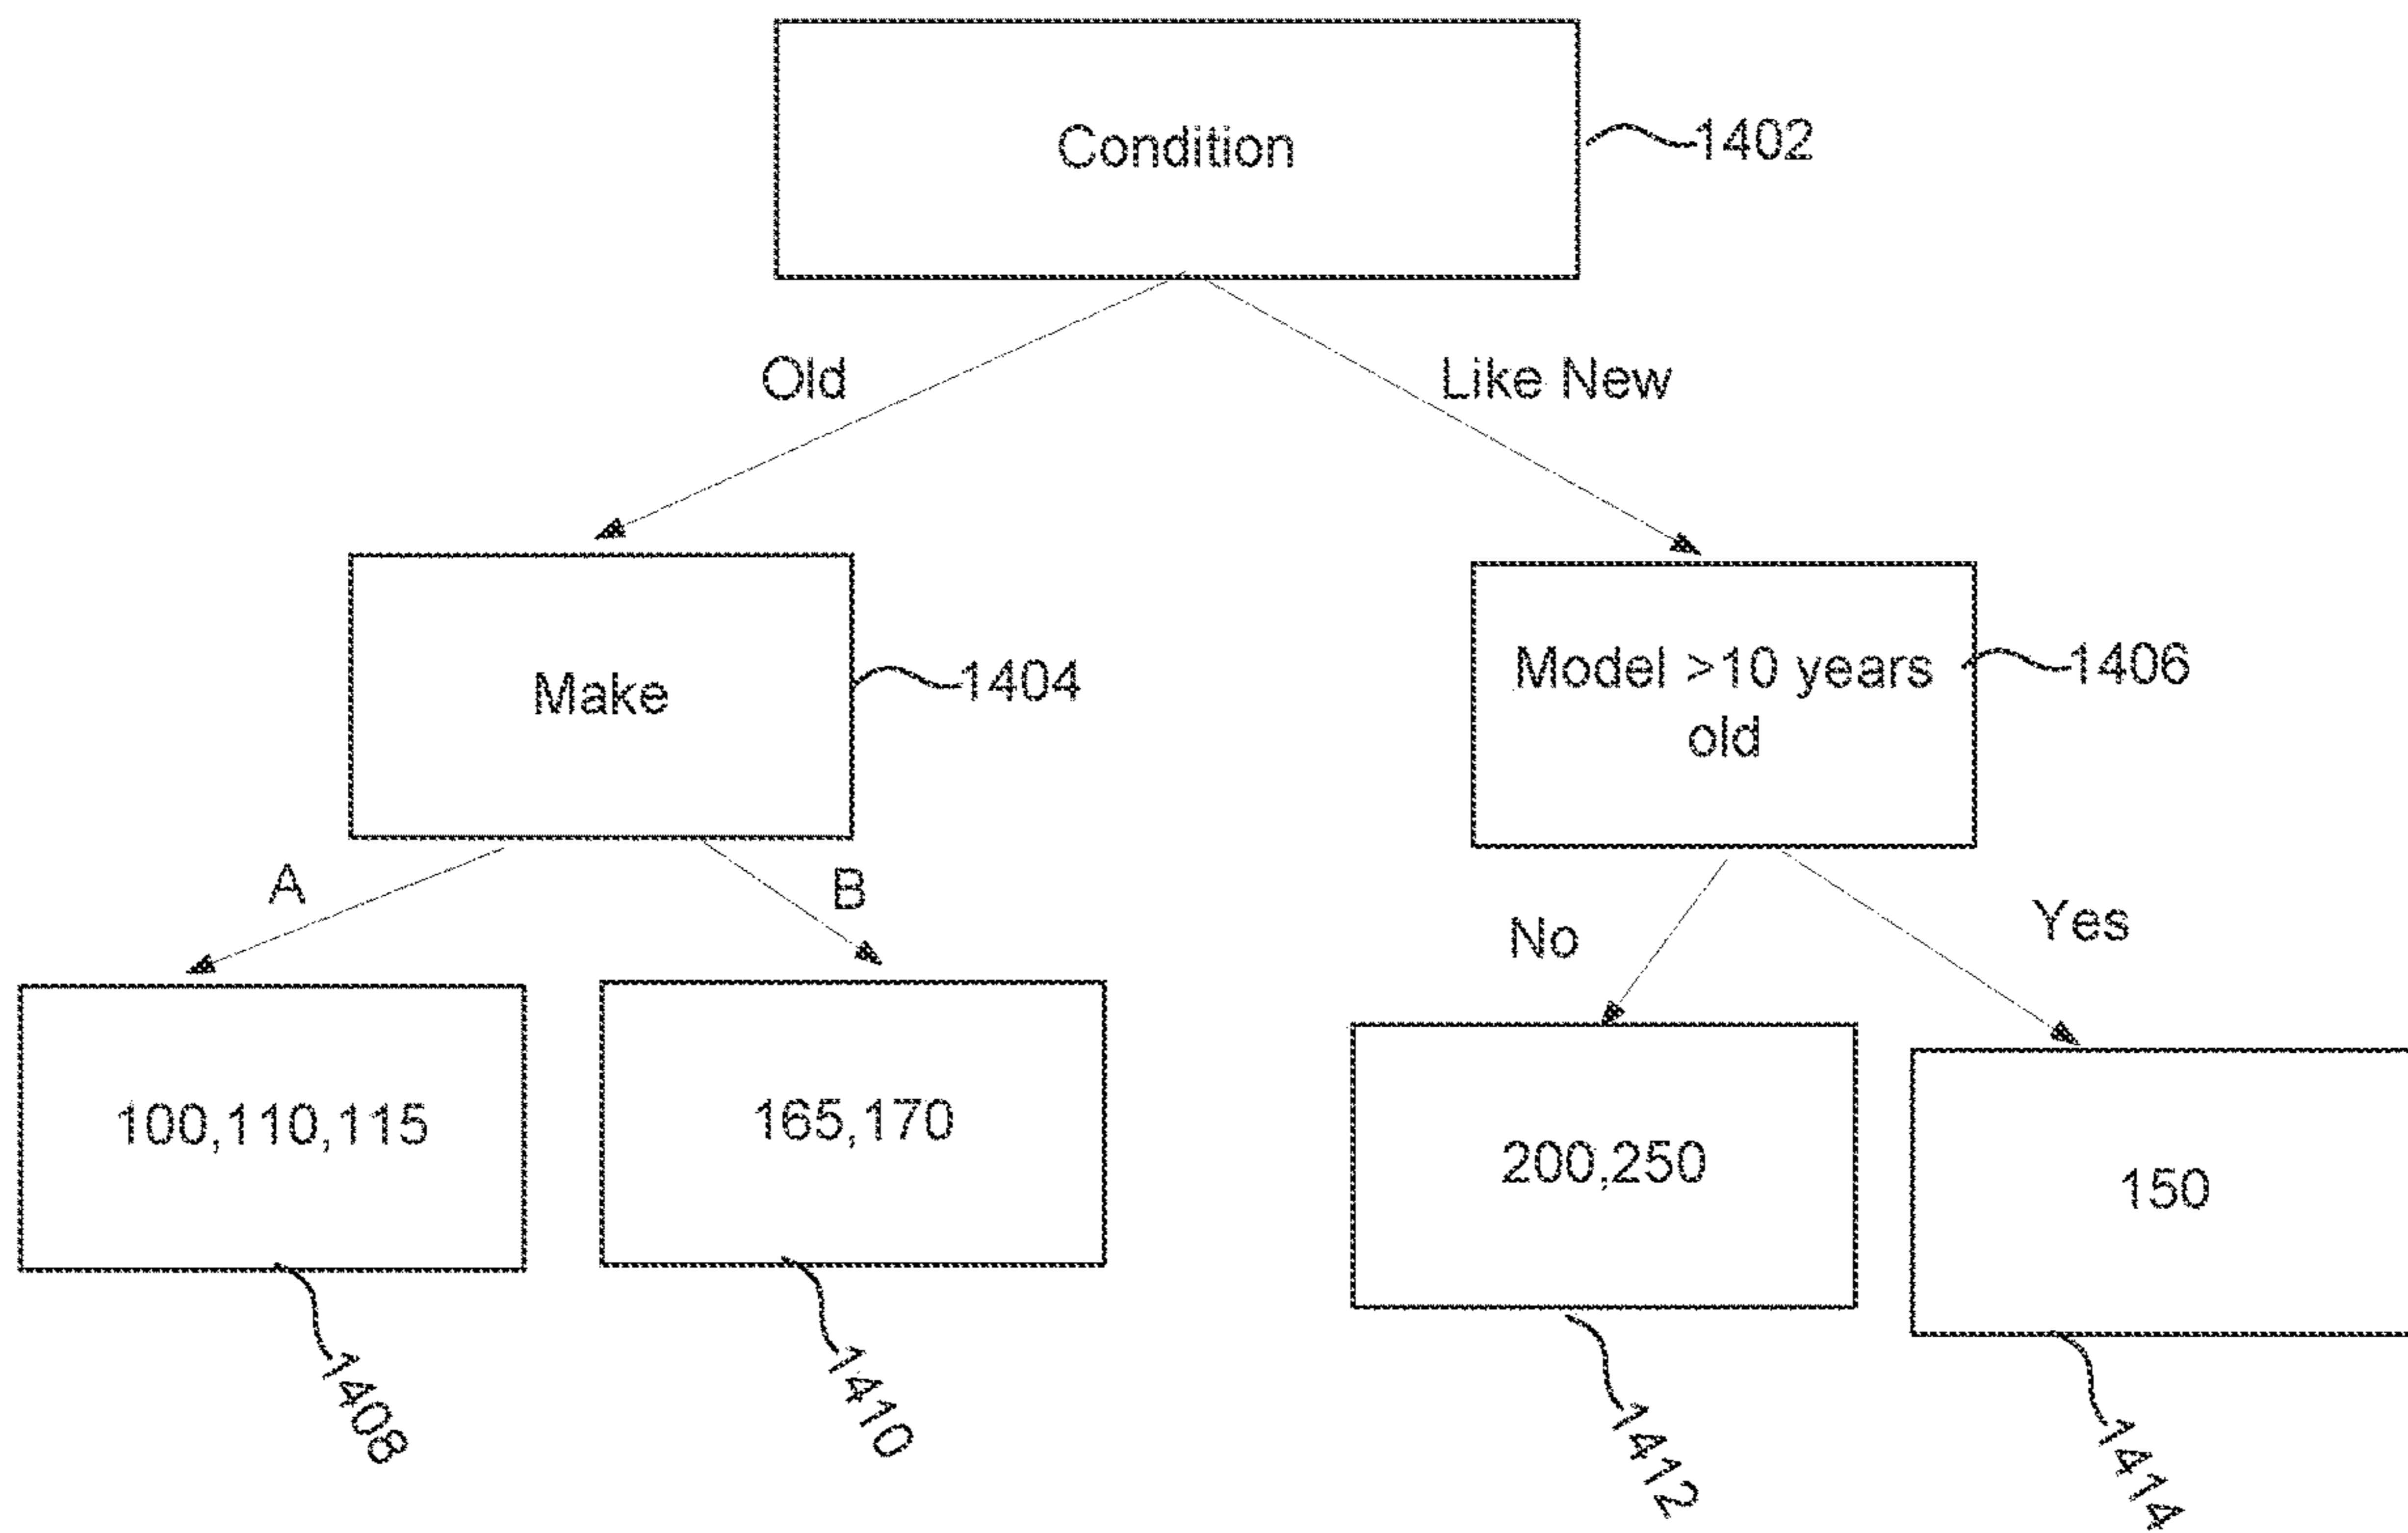 Condition
1402
Old
Like New
Make
1404
Model >10 years
old
1406
A
B
No
Yes
100,110,115
165,170
200,250
150
1408
1410
1412
1414